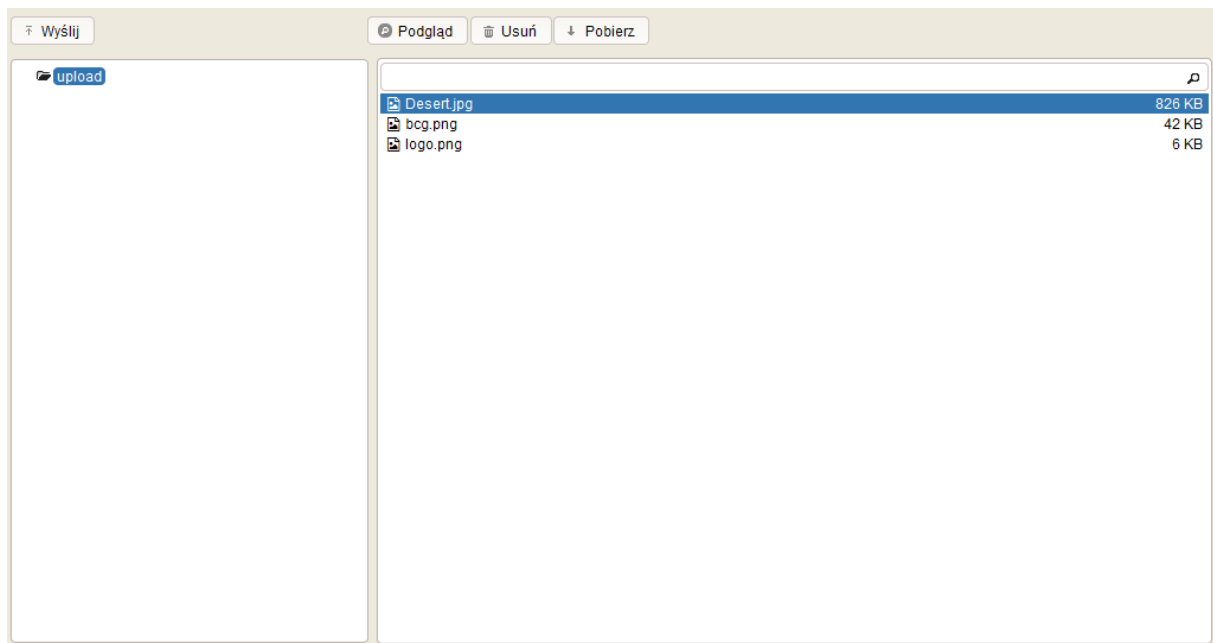 Wyślij
Podgląd
Usuń
Pobierz
upload
Desert.jpg 826 KB
bcg.png 42 KB
logo.png 6 KB